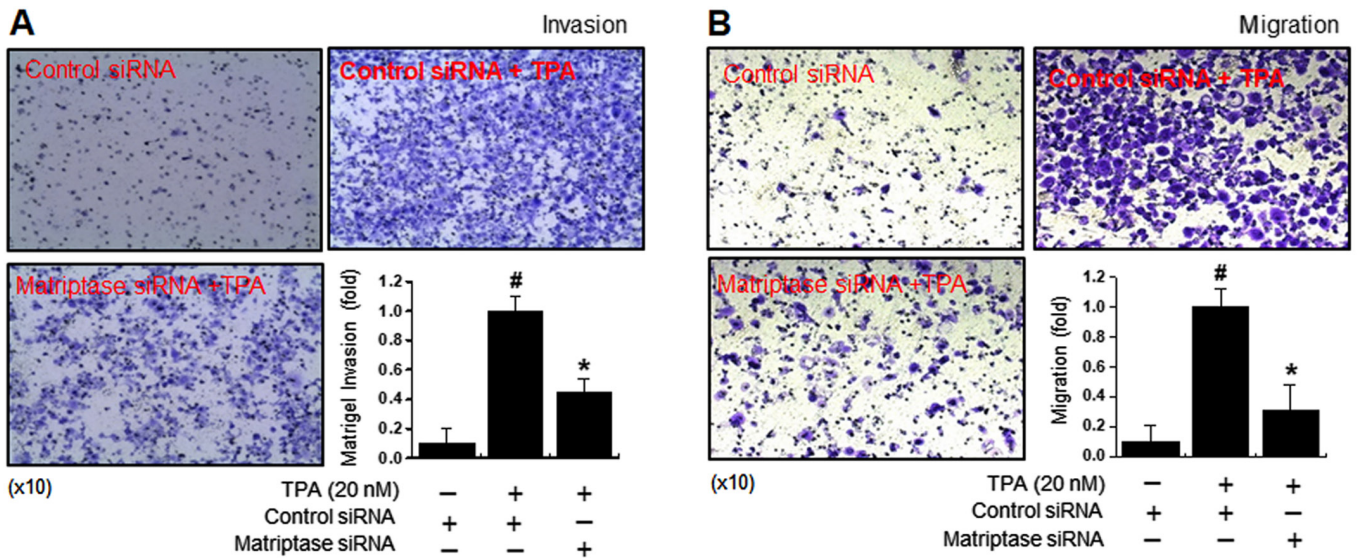 A
Invasion
Control siRNA
Control siRNA + TPA
Matriptase siRNA +TPA
Matrigel Invasion (fold)
1.2
1.0
0.8
0.6
0.4
0.2
0.0
#
*
(x10)
TPA (20 nM) – + +
Control siRNA + + –
Matriptase siRNA – – +
B
Migration
Control siRNA
Control siRNA + TPA
Matriptase siRNA +TPA
Migration (fold)
1.2
1.0
0.8
0.6
0.4
0.2
0.0
#
*
(x10)
TPA (20 nM) – + +
Control siRNA + + –
Matriptase siRNA – – +